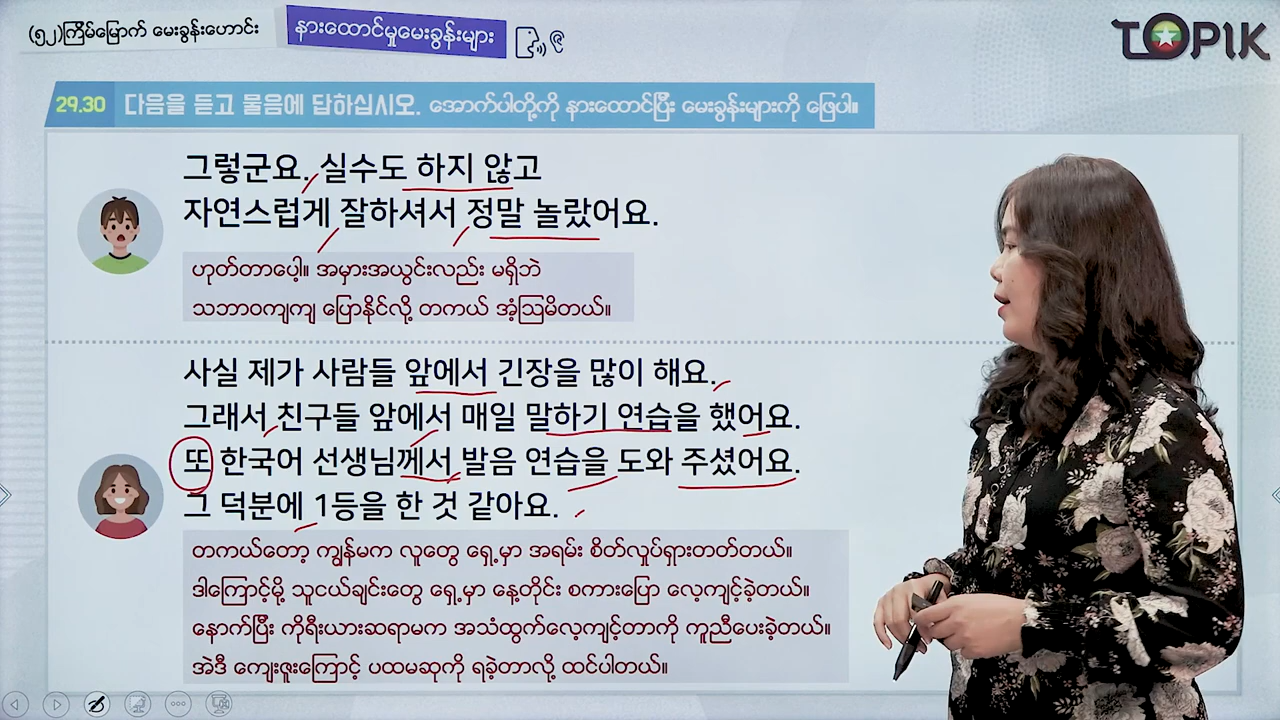 (၅၂)ကြိမ်မြောက် မေးခွန်းဟောင်း
နားထောင်မှုမေးခွန်းများ
TOPIK
29.30 다음을 듣고 물음에 답하십시오. အောက်ပါတို့ကို နားထောင်ပြီး မေးခွန်းများကို ဖြေပါ။
그렇군요. 실수도 하지 않고
자연스럽게 잘하셔서 정말 놀랐어요.
ဟုတ်တာပေါ့။ အမှားအယွင်းလည်း မရှိဘဲ
သဘာဝကျကျ ပြောနိုင်လို့ တကယ် အံ့ဩမိတယ်။
사실 제가 사람들 앞에서 긴장을 많이 해요.
그래서 친구들 앞에서 매일 말하기 연습을 했어요.
또 한국어 선생님께서 발음 연습을 도와 주셨어요.
그 덕분에 1등을 한 것 같아요.
တကယ်တော့ ကျွန်မက လူတွေ ရှေ့မှာ အရမ်း စိတ်လှုပ်ရှားတတ်တယ်။
ဒါကြောင့်မို့ သူငယ်ချင်းတွေ ရှေ့မှာ နေ့တိုင်း စကားပြော လေ့ကျင့်ခဲ့တယ်။
နောက်ပြီး ကိုရီးယားဆရာမက အသံထွက်လေ့ကျင့်တာကို ကူညီပေးခဲ့တယ်။
အဲဒီ ကျေးဇူးကြောင့် ပထမဆုကို ရခဲ့တာလို့ ထင်ပါတယ်။